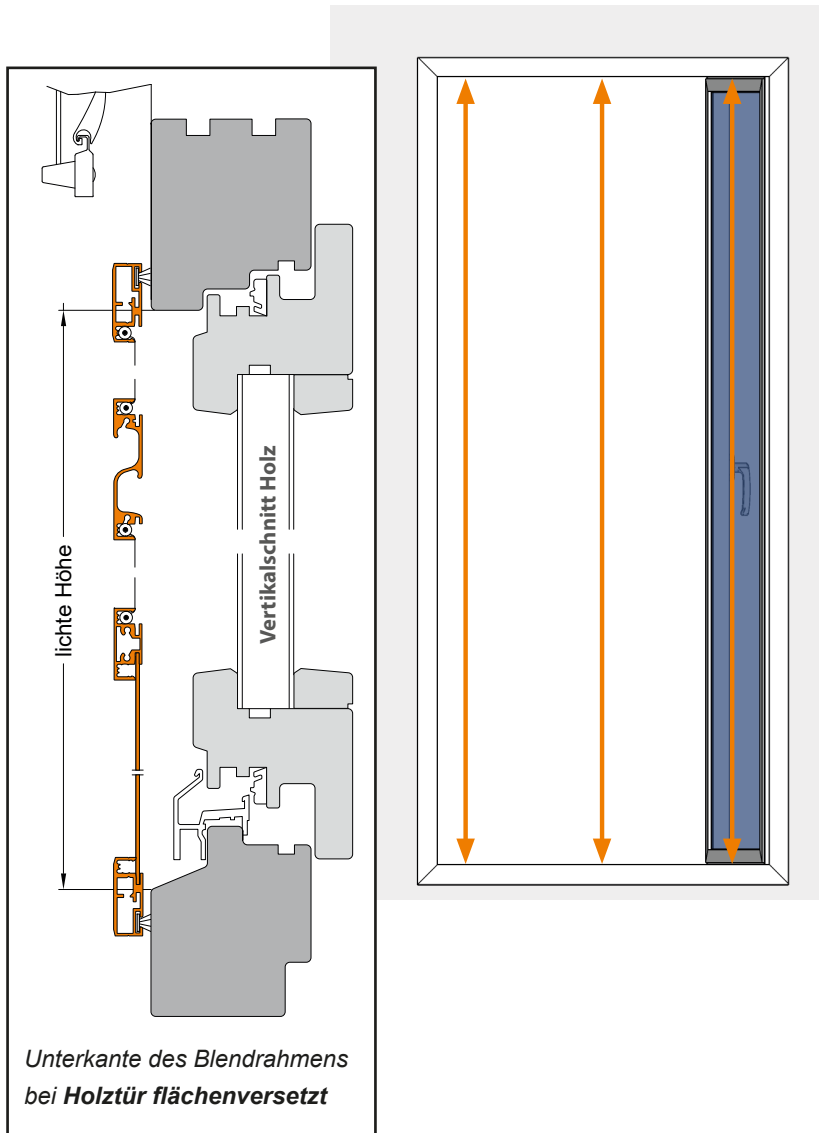 lichte Höhe
Vertikalschnitt Holz
Unterkante des Blendrahmens
bei Holztür flächenversetzt